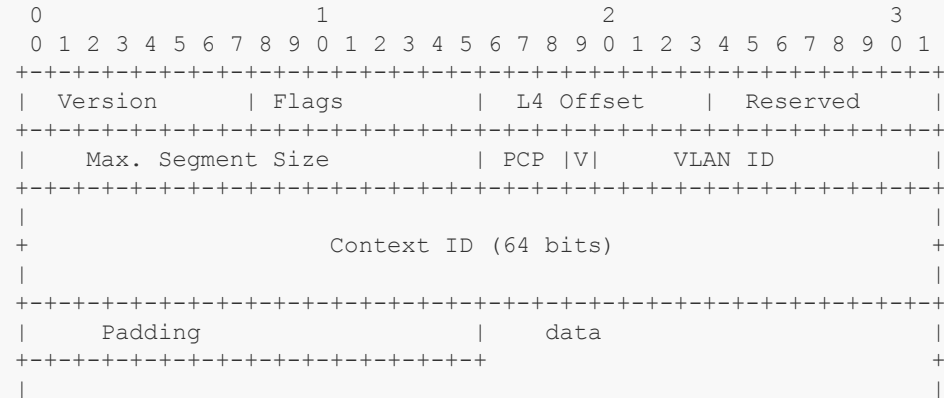 0                   1                   2                   3
 0 1 2 3 4 5 6 7 8 9 0 1 2 3 4 5 6 7 8 9 0 1 2 3 4 5 6 7 8 9 0 1
+-+-+-+-+-+-+-+-+-+-+-+-+-+-+-+-+-+-+-+-+-+-+-+-+-+-+-+-+-+-+-+-+
|  Version      | Flags         |  L4 Offset    |  Reserved     |
+-+-+-+-+-+-+-+-+-+-+-+-+-+-+-+-+-+-+-+-+-+-+-+-+-+-+-+-+-+-+-+-+
|    Max. Segment Size          | PCP |V|     VLAN ID           |
+-+-+-+-+-+-+-+-+-+-+-+-+-+-+-+-+-+-+-+-+-+-+-+-+-+-+-+-+-+-+-+-+
|                                                               |
+                     Context ID (64 bits)                      +
|                                                               |
+-+-+-+-+-+-+-+-+-+-+-+-+-+-+-+-+-+-+-+-+-+-+-+-+-+-+-+-+-+-+-+-+
|     Padding                   |    data                       |
+-+-+-+-+-+-+-+-+-+-+-+-+-+-+-+-+                               +
|                                                               |